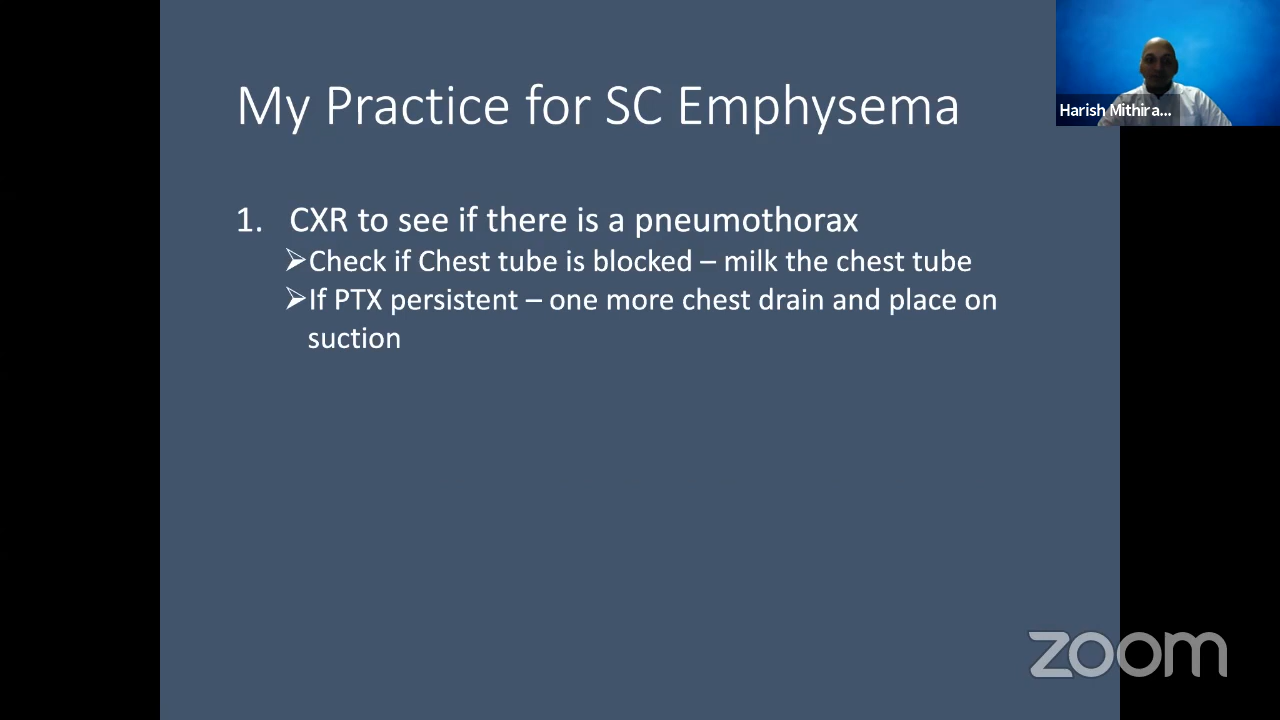 My Practice for SC Emphysema
Harish Mithira...
1. CXR to see if there is a pneumothorax
➢Check if Chest tube is blocked – milk the chest tube
➢If PTX persistent – one more chest drain and place on
suction
zoom